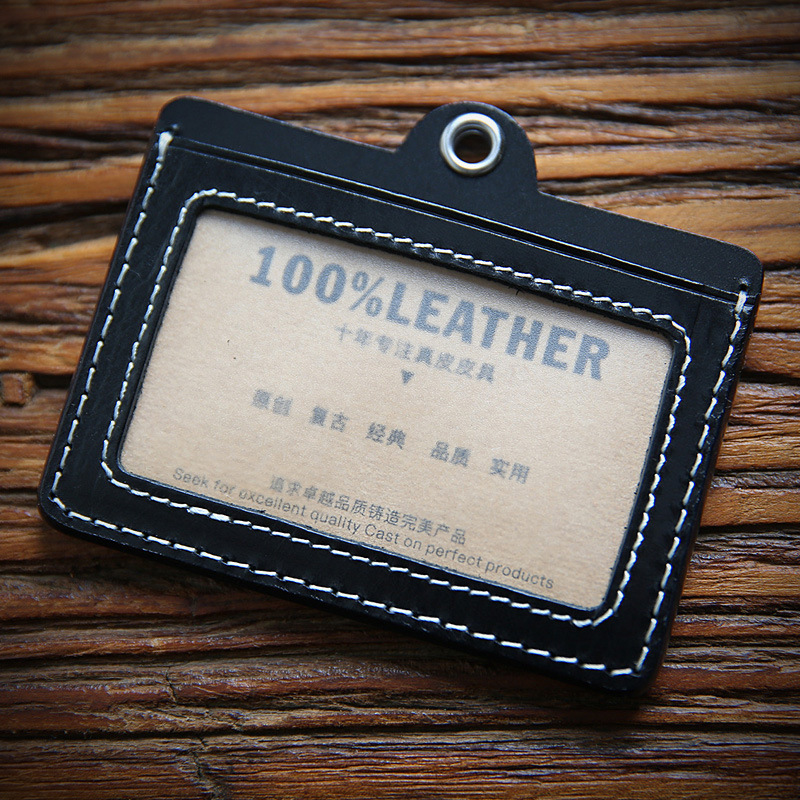 100%LEATHER
十年专注真皮皮具
原创 复古 经典 品质 实用
追求卓越品质铸造完美产品
Seek for excellent quality Cast on perfect products